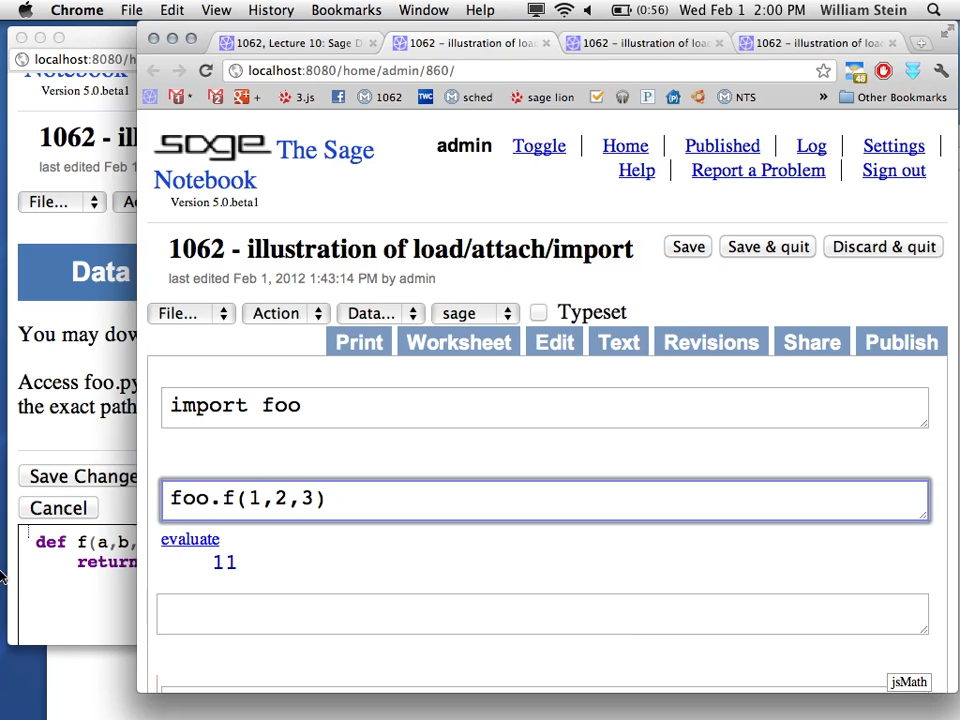 Chrome File Edit View History Bookmarks Window Help (0:56) Wed Feb 1 2:00 PM William Stein
1062, Lecture 10: Sage D
1062 – illustration of loa
1062 – illustration of loa
1062 – illustration of loa
localhost:8080/h
localhost:8080/home/admin/860/
1 * 2 + 3.js 1062 sched sage lion NTS » Other Bookmarks
Notebook
Version 5.0.beta1
1062 - il
last edited Feb 1, 20
File... A
Data
You may dow
Access foo.py
the exact path
Save Change
Cancel
def f(a,b,
return
sage The Sage
Notebook
Version 5.0.beta1
admin Toggle | Home | Published | Log | Settings |
Help | Report a Problem | Sign out
1062 - illustration of load/attach/import
last edited Feb 1, 2012 1:43:14 PM by admin
Save Save & quit Discard & quit
File... Action Data... sage Typeset
Print Worksheet Edit Text Revisions Share Publish
import foo
foo.f(1,2,3)
evaluate
11
jsMath